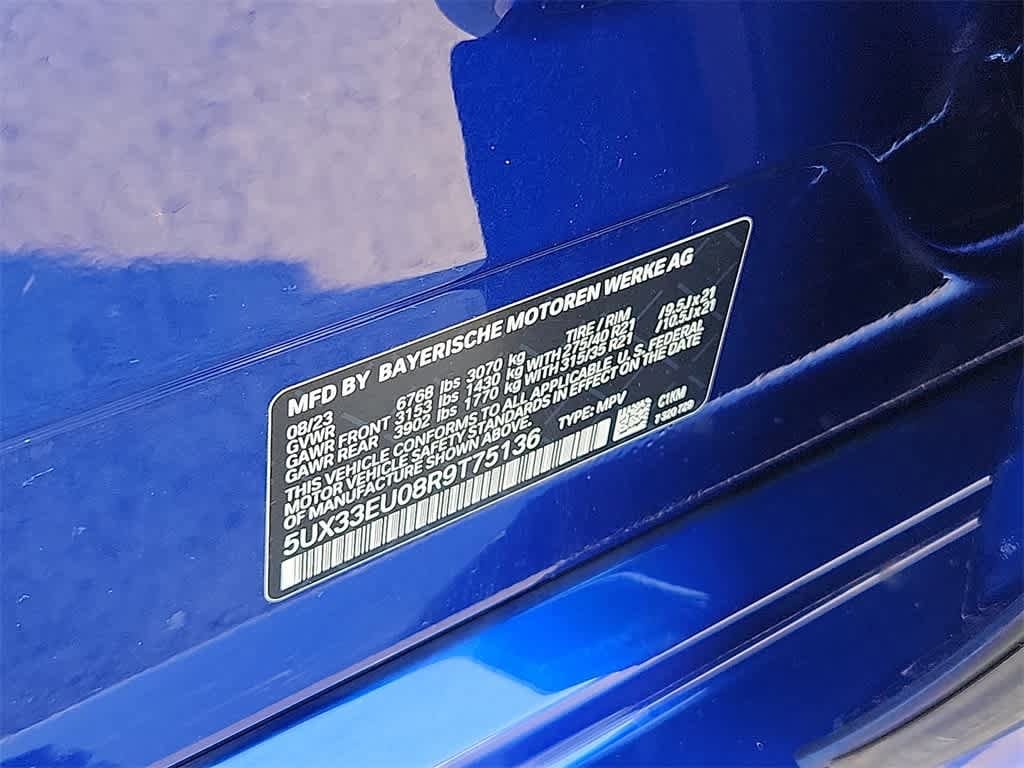 MFD BY BAYERISCHE MOTOREN WERKE AG
08/23 TIRE / RIM
GVWR 6768 lbs 3070 kg
GAWR FRONT 3153 lbs 1430 kg WITH 275/40 R21 /9.5Jx21
GAWR REAR 3902 lbs 1770 kg WITH 315/35 R21 /10.5Jx21
THIS VEHICLE CONFORMS TO ALL APPLICABLE U.S. FEDERAL
MOTOR VEHICLE SAFETY STANDARDS IN EFFECT ON THE DATE
OF MANUFACTURE SHOWN ABOVE.
TYPE: MPV
C1KM
5UX33EU08R9T75136